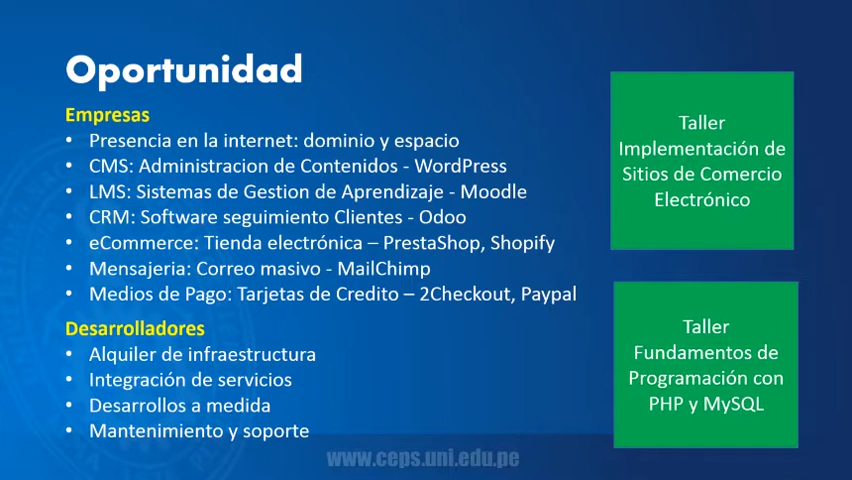 Oportunidad
Empresas
• Presencia en la internet: dominio y espacio
• CMS: Administracion de Contenidos - WordPress
• LMS: Sistemas de Gestion de Aprendizaje - Moodle
• CRM: Software seguimiento Clientes - Odoo
• eCommerce: Tienda electrónica – PrestaShop, Shopify
• Mensajeria: Correo masivo - MailChimp
• Medios de Pago: Tarjetas de Credito – 2Checkout, Paypal
Desarrolladores
• Alquiler de infraestructura
• Integración de servicios
• Desarrollos a medida
• Mantenimiento y soporte
Taller
Implementación de
Sitios de Comercio
Electrónico
Taller
Fundamentos de
Programación con
PHP y MySQL
www.ceps.uni.edu.pe